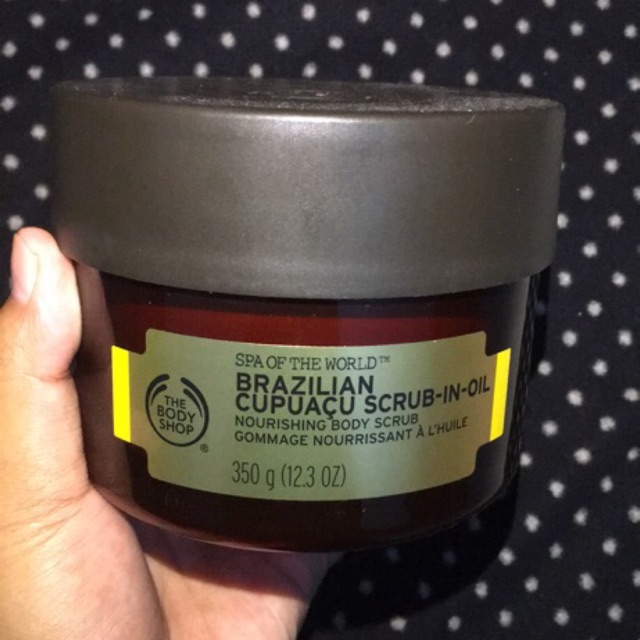 SPA OF THE WORLD™
BRAZILIAN
CUPUAÇU SCRUB-IN-OIL
NOURISHING BODY SCRUB
GOMMAGE NOURRISSANT À L'HUILE
350 g (12.3 OZ)
THE
BODY
SHOP
®